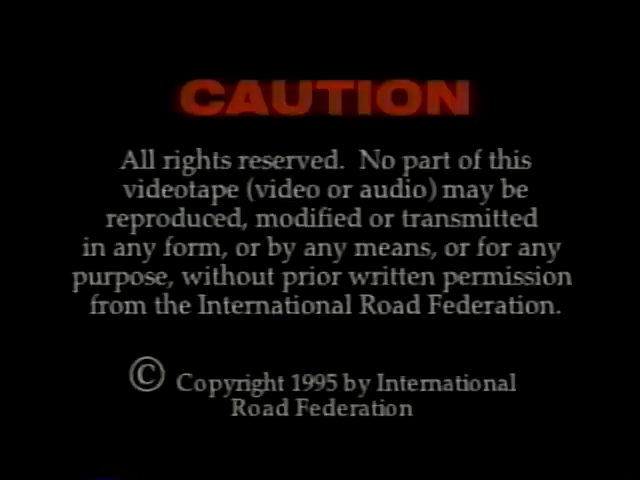 CAUTION
All rights reserved. No part of this
videotape (video or audio) may be
reproduced, modified or transmitted
in any form, or by any means, or for any
purpose, without prior written permission
from the International Road Federation.
© Copyright 1995 by International
Road Federation